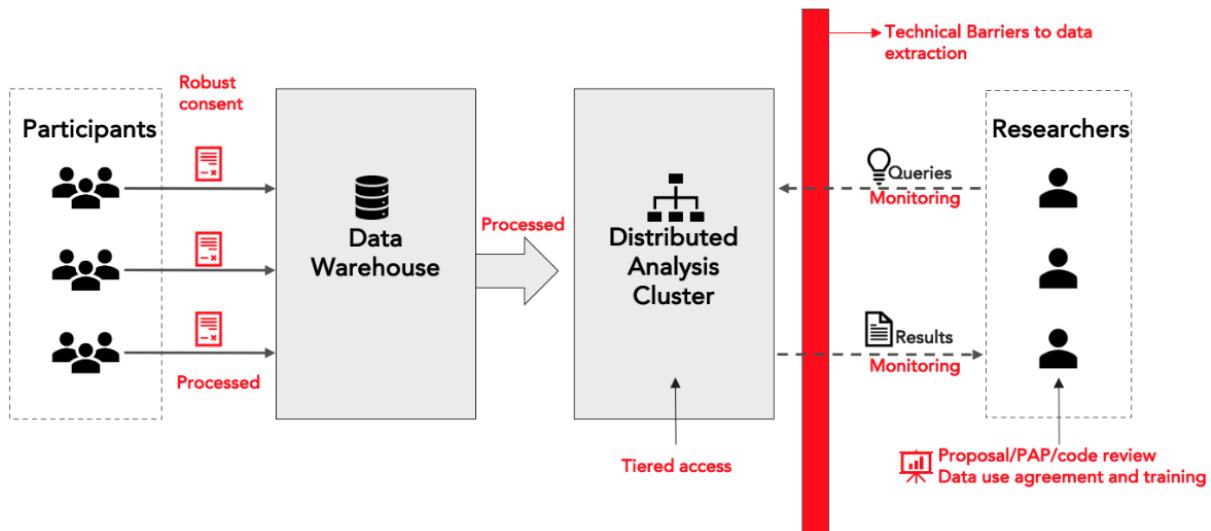 Technical Barriers to data
extraction
Robust
consent
Participants
Researchers
Queries
Monitoring
Data
Warehouse
Processed
Distributed
Analysis
Cluster
Results
Monitoring
Processed
Tiered access
Proposal/PAP/code review
Data use agreement and training